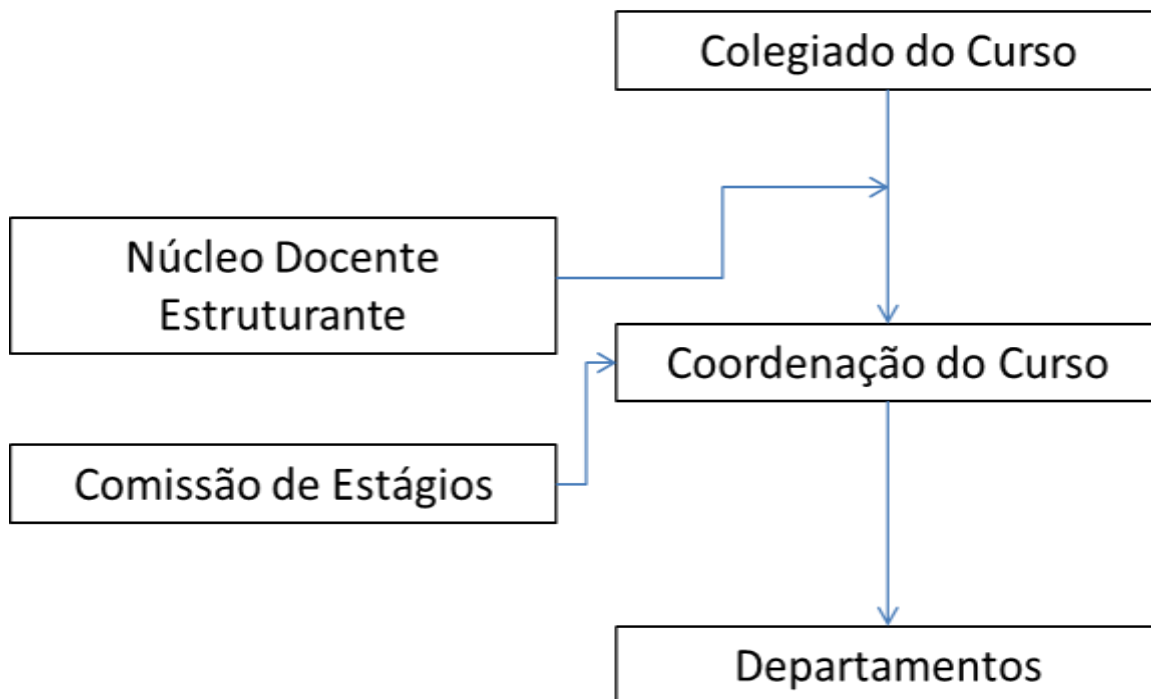 Colegiado do Curso
Núcleo Docente
Estruturante
Coordenação do Curso
Comissão de Estágios
Departamentos